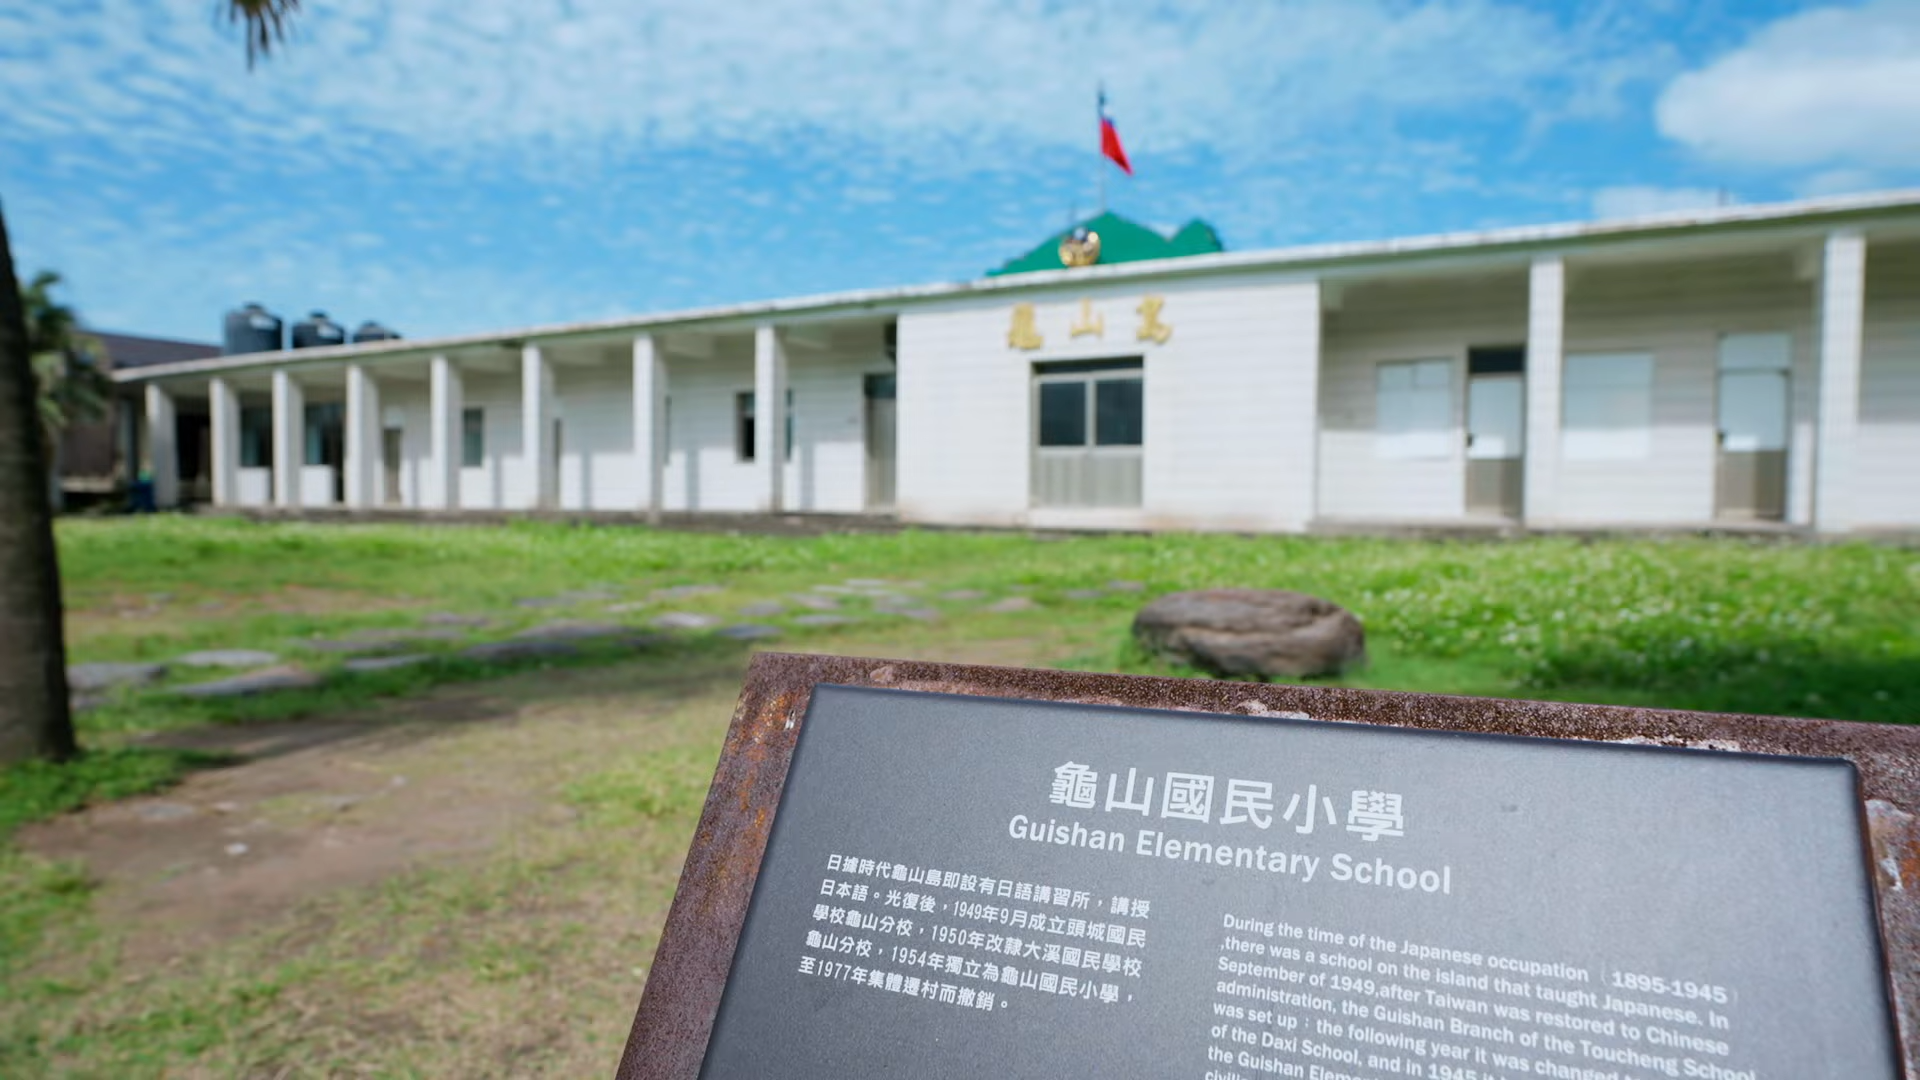 龜山島
龜山國民小學
Guishan Elementary School
日據時代龜山島即設有日語講習所，講授
日本語。光復後，1949年9月成立頭城國民
學校龜山分校，1950年改隸大溪國民學校
龜山分校，1954年獨立為龜山國民小學，
至1977年集體遷村而撤銷。
During the time of the Japanese occupation（1895-1945）
,there was a school on the island that taught Japanese. In
September of 1949,after Taiwan was restored to Chinese
administration, the Guishan Branch of the Toucheng School
was set up；the following year it was changed
of the Daxi School, and in 1945 it
the Guishan